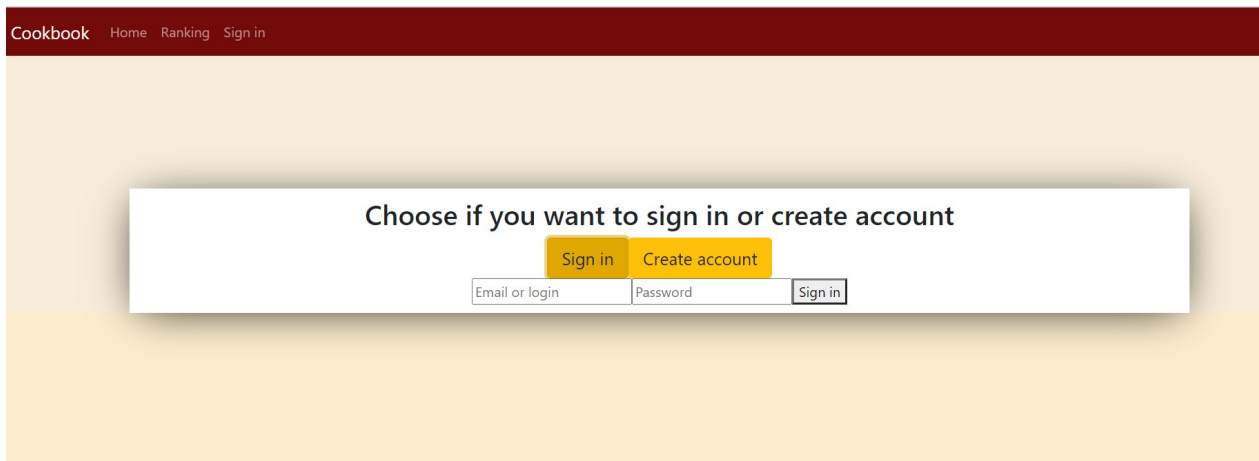 Cookbook Home Ranking Sign in
Choose if you want to sign in or create account
Sign in Create account
Email or login Password Sign in